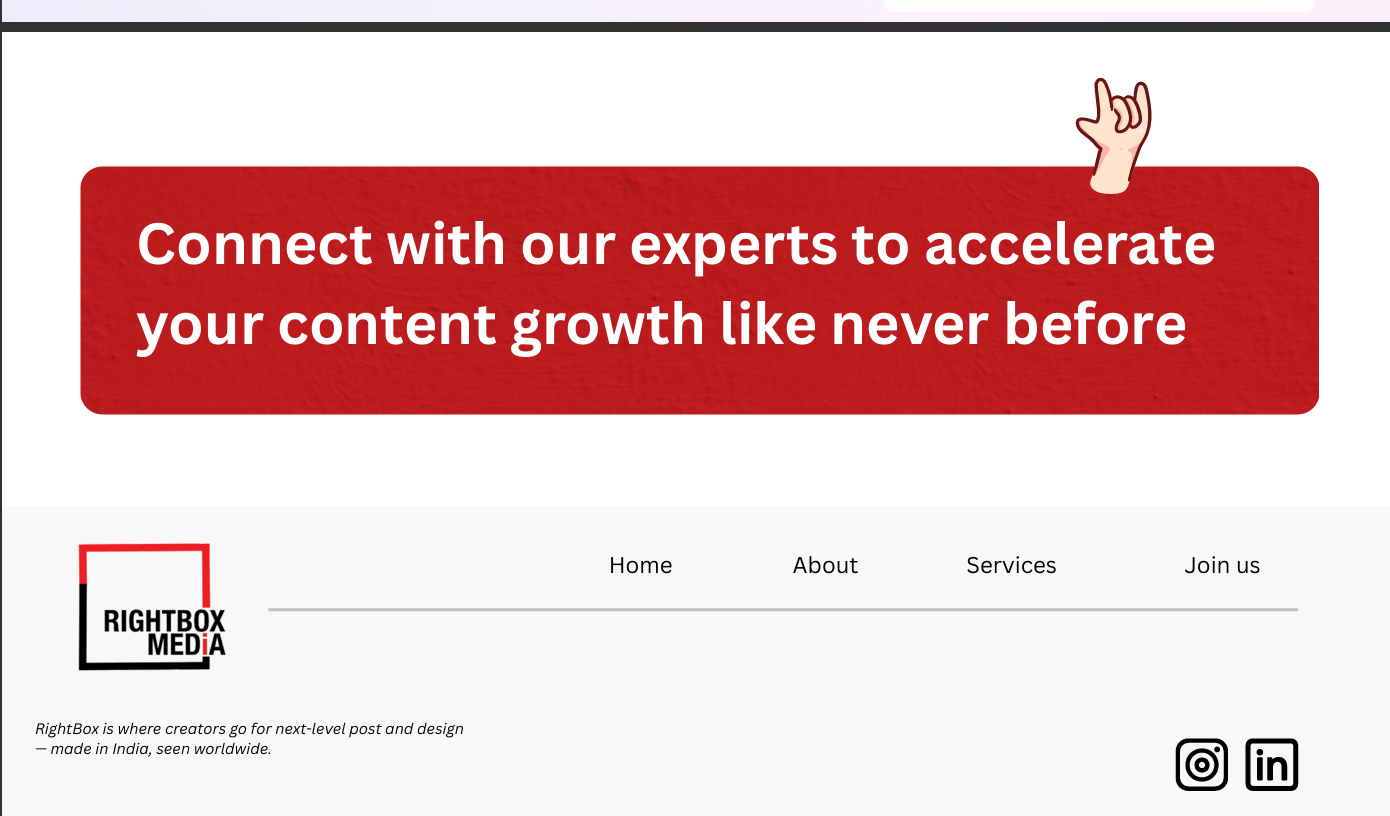 Connect with our experts to accelerate
your content growth like never before
Home About Services Join us
RIGHTBOX
MEDiA
RightBox is where creators go for next-level post and design
— made in India, seen worldwide.
in